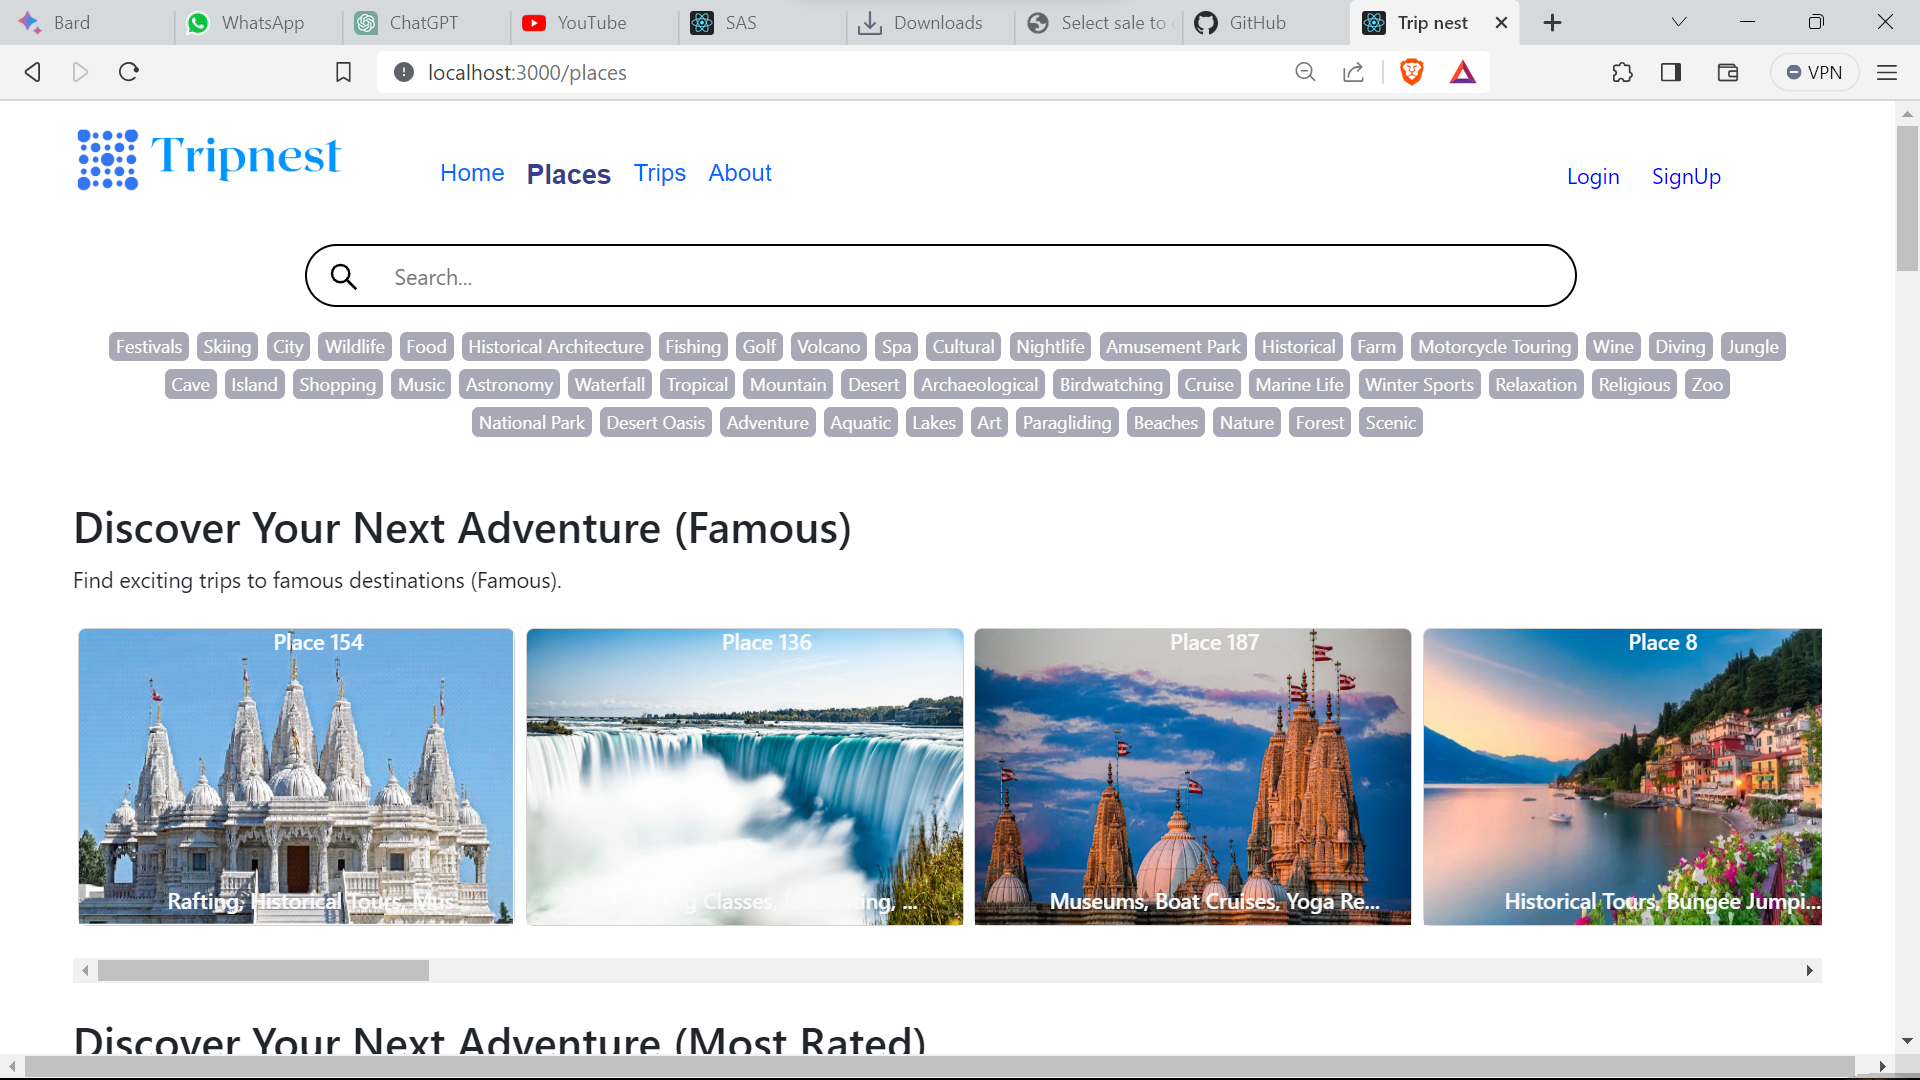 Bard WhatsApp ChatGPT YouTube SAS Downloads Select sale to GitHub Trip nest
localhost:3000/places VPN
Tripnest Home Places Trips About Login SignUp
Search...
Festivals Skiing City Wildlife Food Historical Architecture Fishing Golf Volcano Spa Cultural Nightlife Amusement Park Historical Farm Motorcycle Touring Wine Diving Jungle
Cave Island Shopping Music Astronomy Waterfall Tropical Mountain Desert Archaeological Birdwatching Cruise Marine Life Winter Sports Relaxation Religious Zoo
National Park Desert Oasis Adventure Aquatic Lakes Art Paragliding Beaches Nature Forest Scenic
Discover Your Next Adventure (Famous)
Find exciting trips to famous destinations (Famous).
Place 154 Place 136 Place 187 Place 8
Rafting, Historical Tours, Mus... Classes, ... Museums, Boat Cruises, Yoga Re... Historical Tours, Bungee Jumpi...
Discover Your Next Adventure (Most Rated)